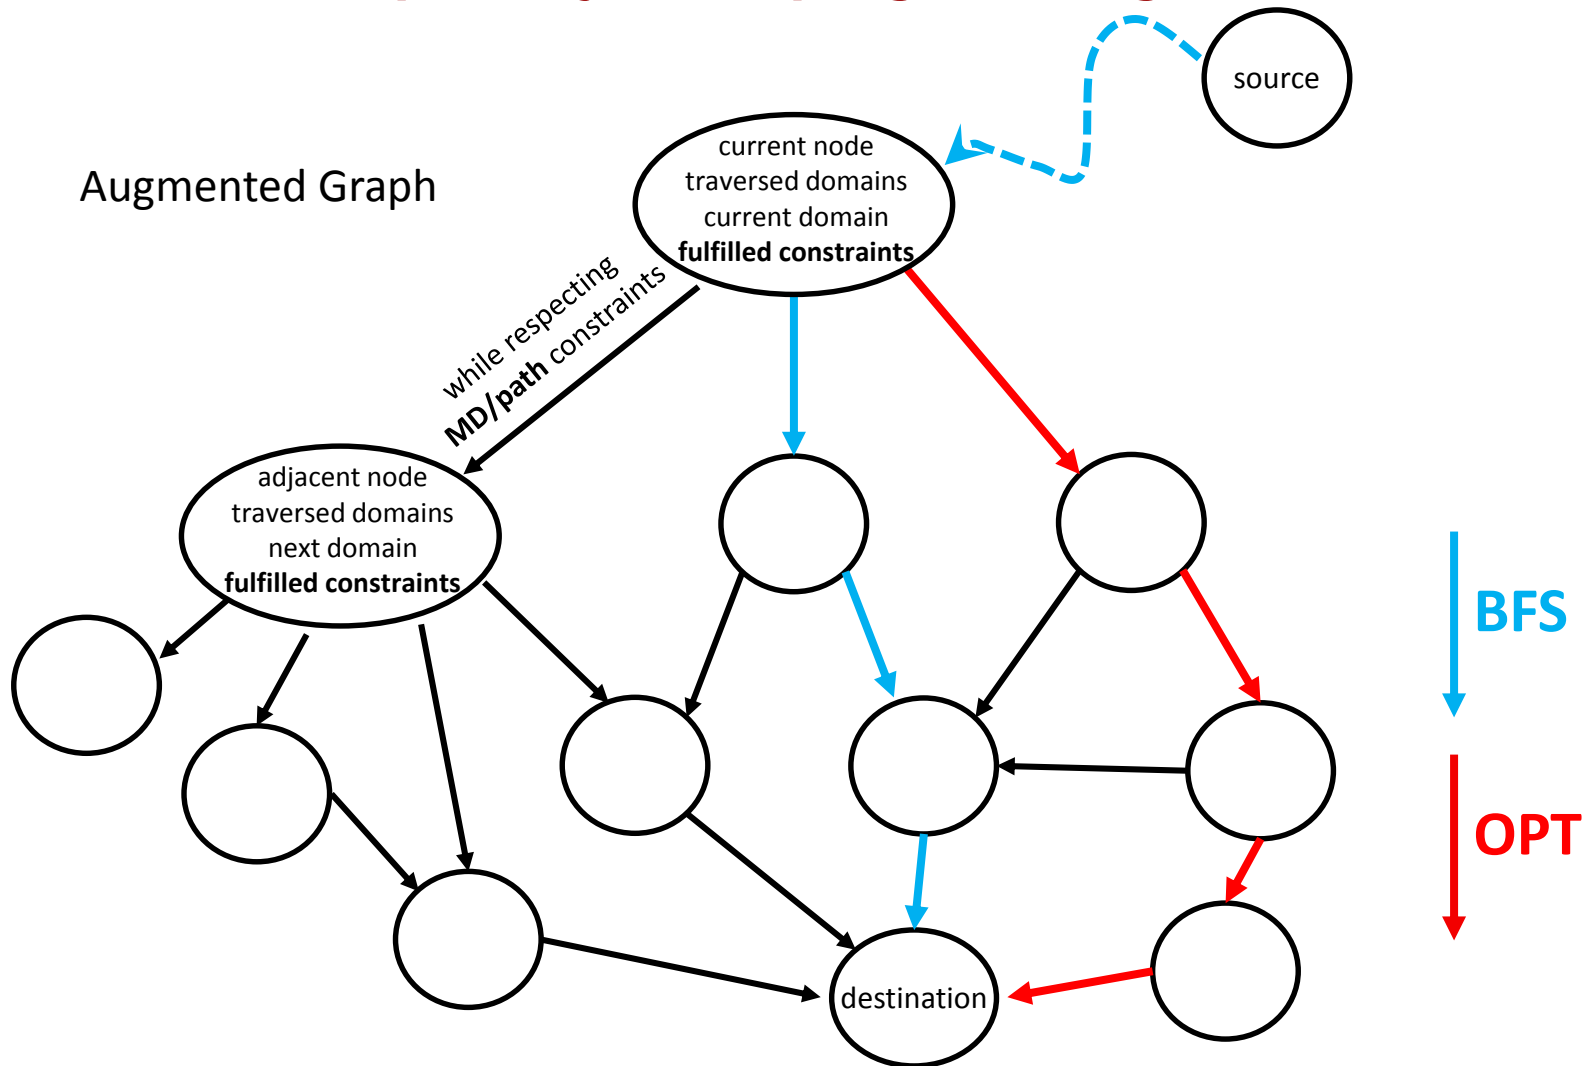 source
Augmented Graph
current node
traversed domains
current domain
fulfilled constraints
while respecting
MD/path constraints
adjacent node
traversed domains
next domain
fulfilled constraints
BFS
OPT
destination